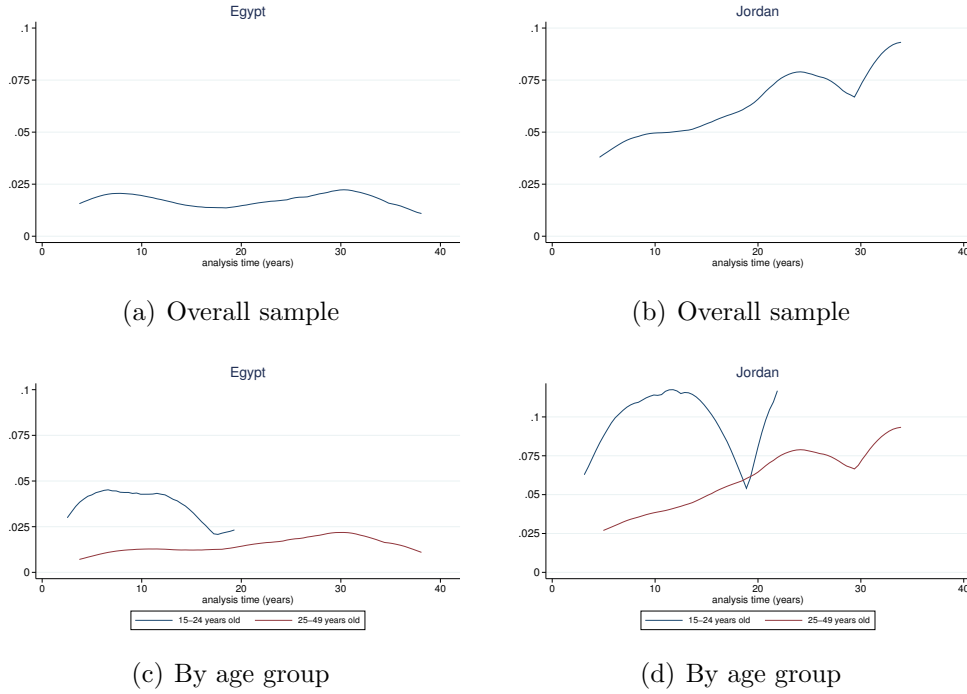 Egypt
.1
.075
.05
.025
0
0 10 20 30 40
analysis time (years)
(a) Overall sample
Jordan
.1
.075
.05
.025
0
0 10 20 30 40
analysis time (years)
(b) Overall sample
Egypt
.1
.075
.05
.025
0
0 10 20 30 40
analysis time (years)
15–24 years old 25–49 years old
(c) By age group
Jordan
.1
.075
.05
.025
0
0 10 20 30 40
analysis time (years)
15–24 years old 25–49 years old
(d) By age group